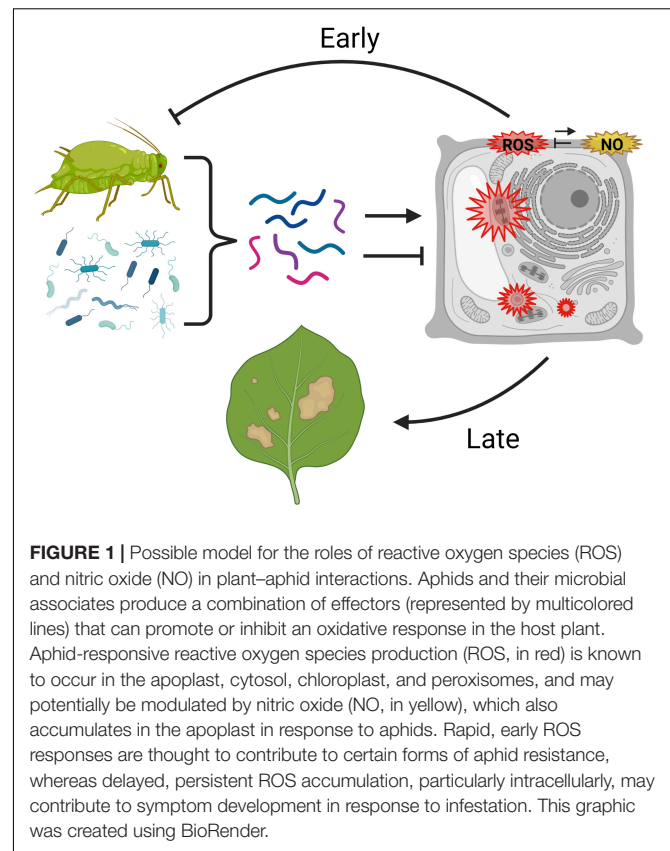 Early
ROS
NO
Late
FIGURE 1 | Possible model for the roles of reactive oxygen species (ROS)
and nitric oxide (NO) in plant–aphid interactions. Aphids and their microbial
associates produce a combination of effectors (represented by multicolored
lines) that can promote or inhibit an oxidative response in the host plant.
Aphid-responsive reactive oxygen species production (ROS, in red) is known
to occur in the apoplast, cytosol, chloroplast, and peroxisomes, and may
potentially be modulated by nitric oxide (NO, in yellow), which also
accumulates in the apoplast in response to aphids. Rapid, early ROS
responses are thought to contribute to certain forms of aphid resistance,
whereas delayed, persistent ROS accumulation, particularly intracellularly, may
contribute to symptom development in response to infestation. This graphic
was created using BioRender.